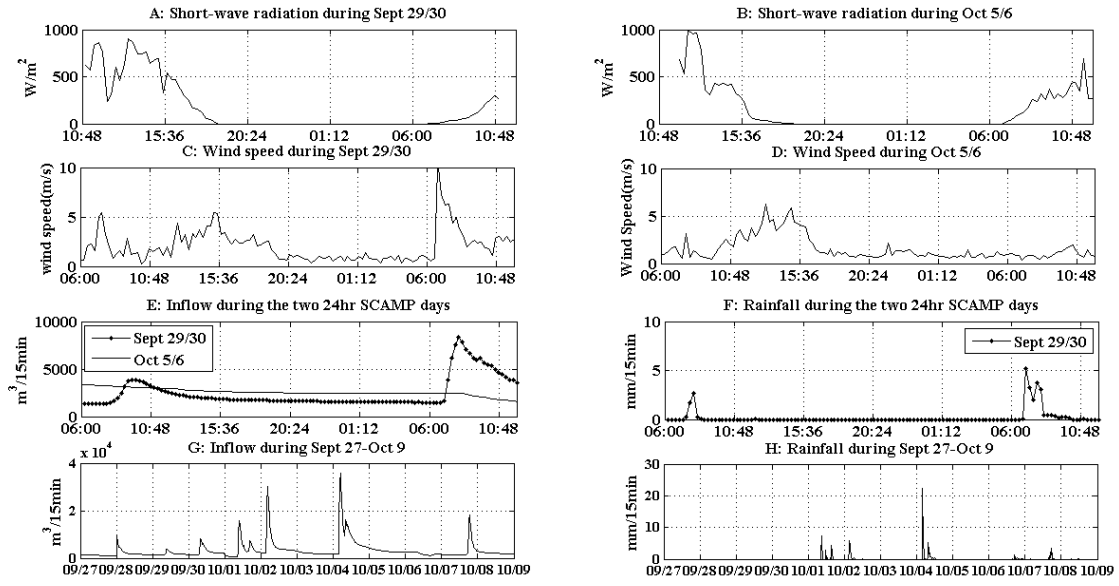 A: Short-wave radiation during Sept 29/30
W/m2
1000
500
0
10:48 15:36 20:24 01:12 06:00 10:48
B: Short-wave radiation during Oct 5/6
W/m2
1000
500
0
10:48 15:36 20:24 01:12 06:00 10:48
C: Wind speed during Sept 29/30
wind speed(m/s)
10
5
0
06:00 10:48 15:36 20:24 01:12 06:00 10:48
D: Wind Speed during Oct 5/6
Wind Speed(m/s)
10
5
0
06:00 10:48 15:36 20:24 01:12 06:00 10:48
E: Inflow during the two 24hr SCAMP days
m3/15min
10000
5000
0
Sept 29/30
Oct 5/6
06:00 10:48 15:36 20:24 01:12 06:00 10:48
F: Rainfall during the two 24hr SCAMP days
mm/15min
10
5
0
Sept 29/30
06:00 10:48 15:36 20:24 01:12 06:00 10:48
G: Inflow during Sept 27-Oct 9
x 10^4
m3/15min
4
2
0
09/27 09/28 09/29 09/30 10/01 10/02 10/03 10/04 10/05 10/06 10/07 10/08 10/09
H: Rainfall during Sept 27-Oct 9
mm/15min
30
20
10
0
09/27 09/28 09/29 09/30 10/01 10/02 10/03 10/04 10/05 10/06 10/07 10/08 10/09